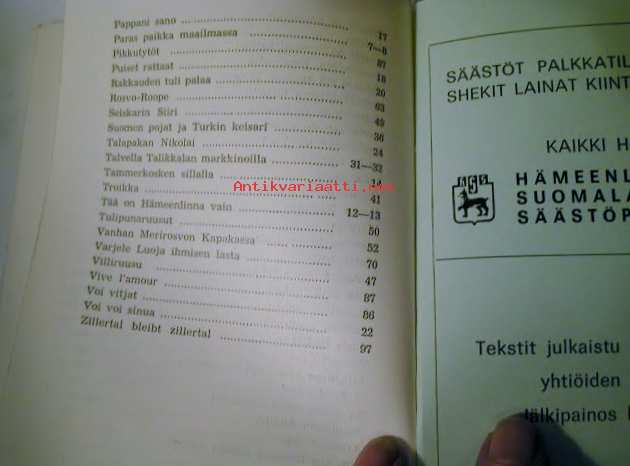 Pappani sano ..... 17
Paras paikka maailmassa ..... 7—8
Pikkutytöt ..... 87
Puiset rattaat ..... 18
Rakkauden tuli palaa ..... 20
Rosvo-Roope ..... 63
Seiskarin Siiri ..... 49
Suomen pojat ja Turkin keisari ..... 36
Talapakan Nikolai ..... 24
Talvella Talikkalan markkinoilla ..... 31—32
Tammerkosken sillalla ..... 14
Troikka ..... 41
Tää on Hämeenlinna vain ..... 12—13
Tulipunaruusut ..... 50
Vanhan Merirosvon Kapakassa ..... 52
Varjele Luoja ihmisen lasta ..... 70
Villiruusu ..... 47
Vive l'amour ..... 87
Voi vitjat ..... 86
Voi voi sinua ..... 22
Zillertal bleibt zillertal ..... 97
Antikvariaatti.com
SÄÄSTÖT PALKKATIL
SHEKIT LAINAT KIINT
KAIKKI H
HÄMEENL
SUOMALA
SÄÄSTÖP
Tekstit julkaistu
yhtiöiden
Jälkipainos